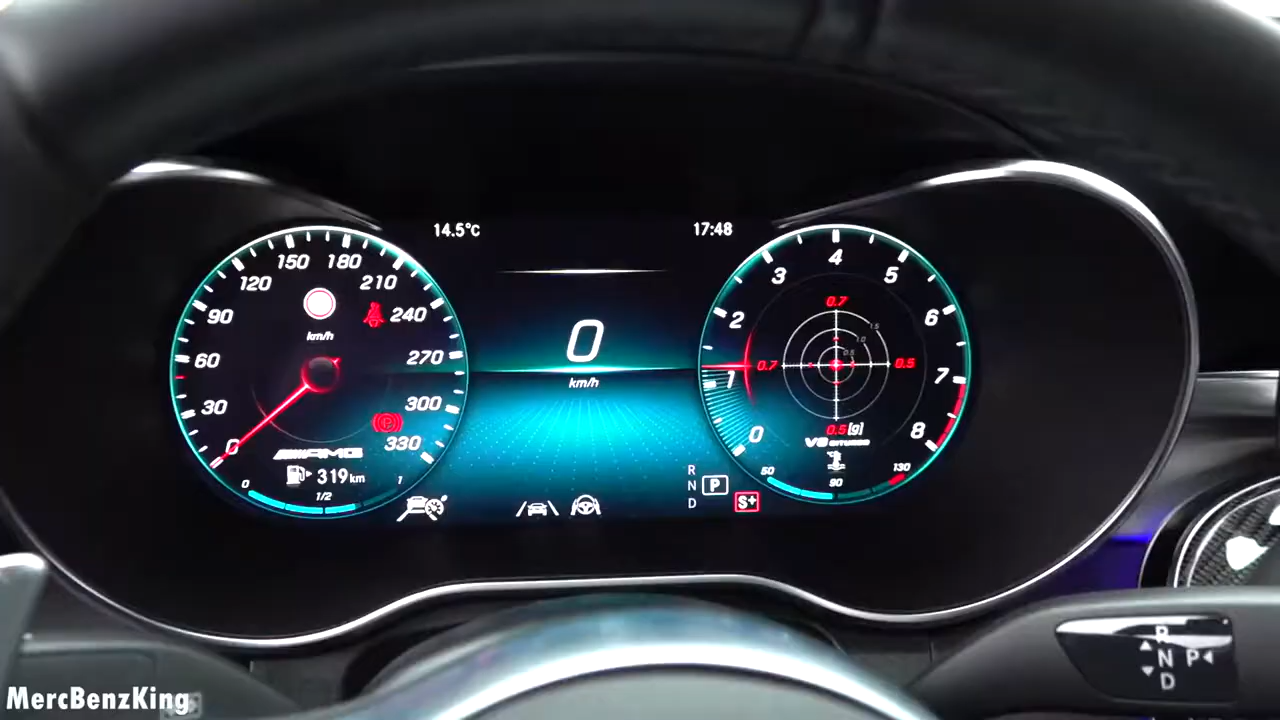 14.5°C
17:48
0
30
60
90
120
150
180
210
240
270
300
330
km/h
AMG
319 km
0
1/2
1
0
km/h
R
N
D
P
S+
0
1
2
3
4
5
6
7
8
0.7
0.7
0.5
0.5 [g]
0.5
1.0
1.5
V8 BITURBO
50
90
130
R
N
D
P
MercBenzKing